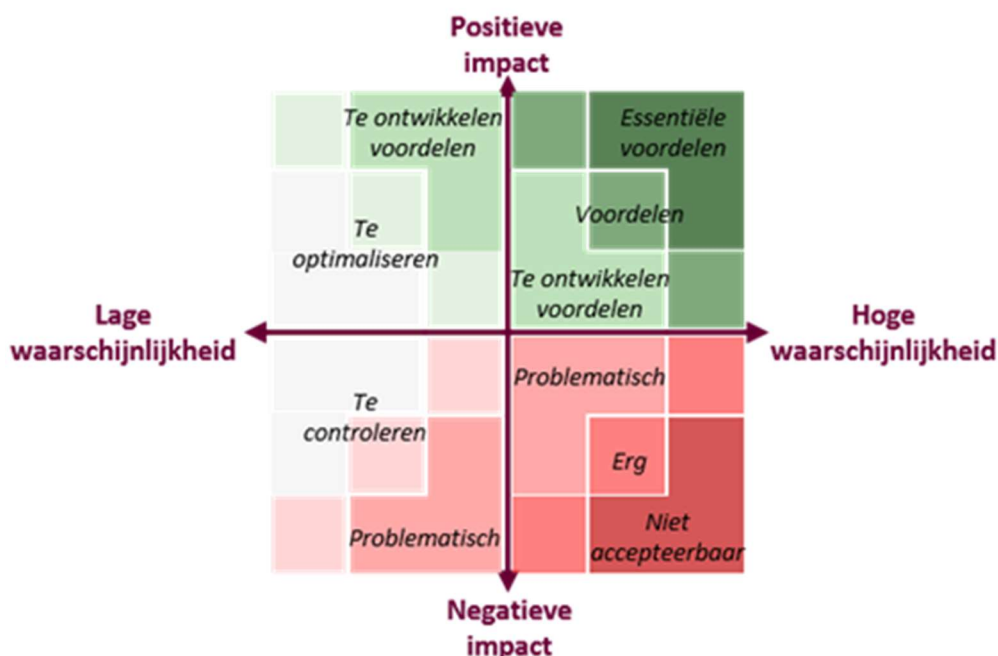 Positieve
impact
Te ontwikkelen
voordelen
Essentiële
voordelen
Te
optimaliseren
Voordelen
Te ontwikkelen
voordelen
Lage
waarschijnlijkheid
Hoge
waarschijnlijkheid
Te
controleren
Problematisch
Erg
Problematisch
Niet
accepteerbaar
Negatieve
impact